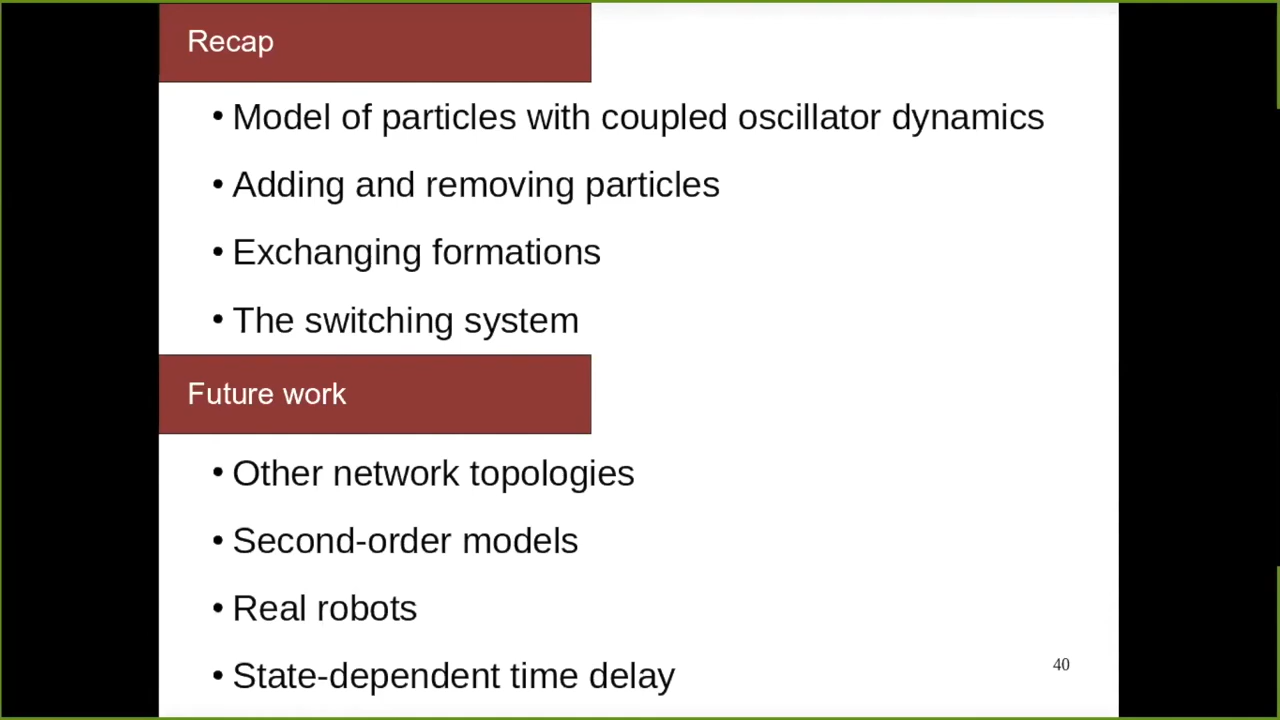 Recap
• Model of particles with coupled oscillator dynamics
• Adding and removing particles
• Exchanging formations
• The switching system
Future work
• Other network topologies
• Second-order models
• Real robots
• State-dependent time delay
40